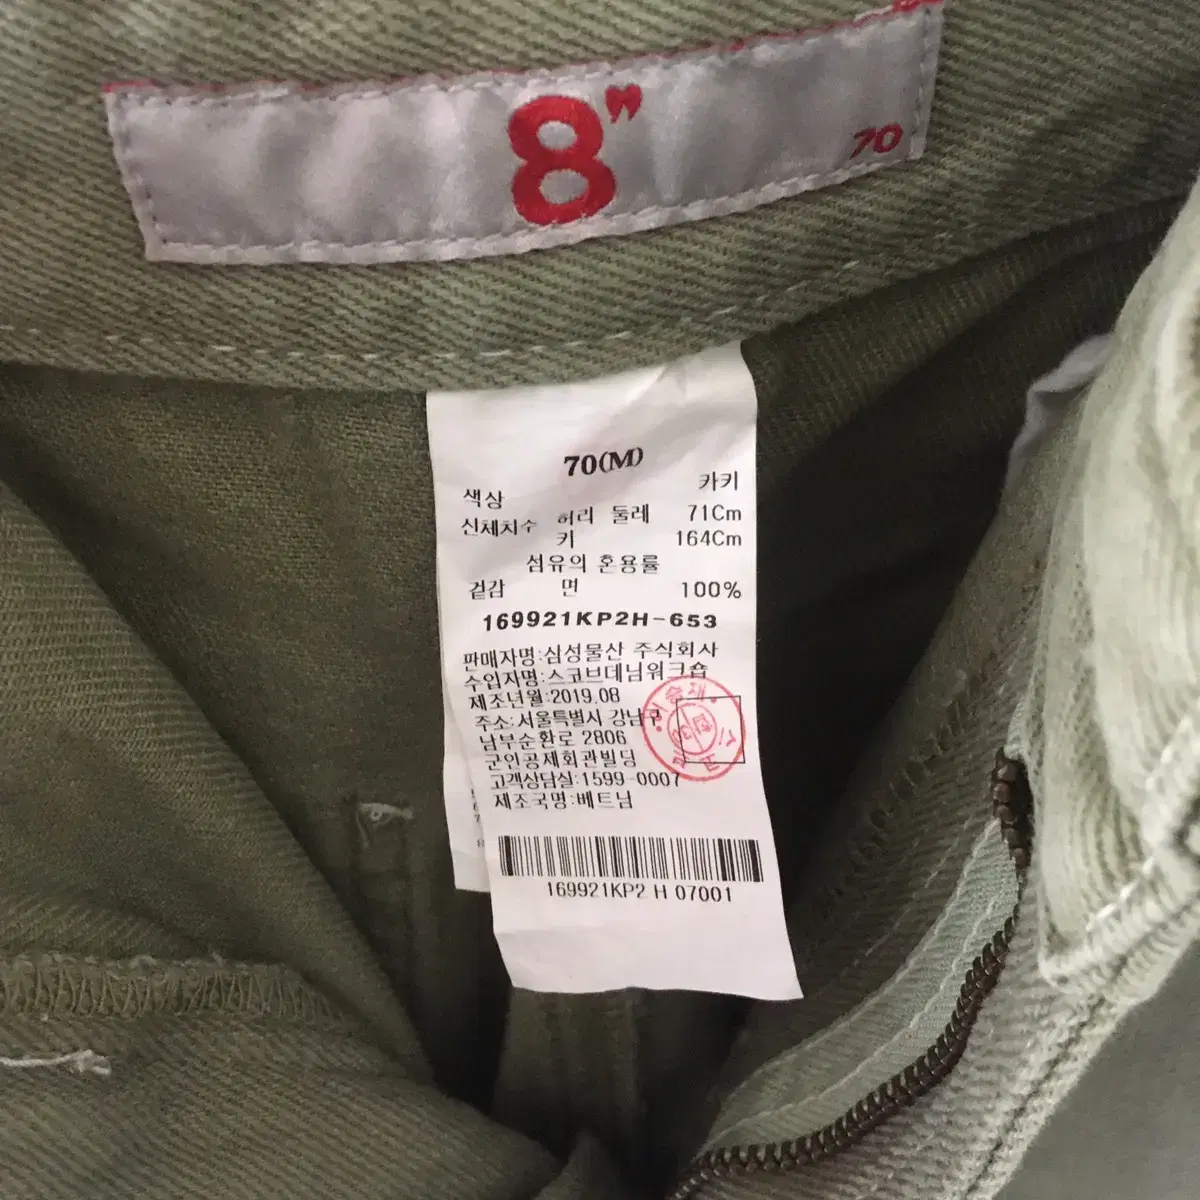 8"
70
70(M)
색상 카키
신체치수 허리 둘레 71Cm
키 164Cm
섬유의 혼용률
겉감 면 100%
169921KP2H-653
판매자명:삼성물산 주식회사
수입자명:스코브데님워크숍
제조년월:2019.08
주소:서울특별시 강남구
남부순환로 2806
군인공제회관빌딩
고객상담실:1599-0007
제조국명:베트남
169921KP2 H 07001